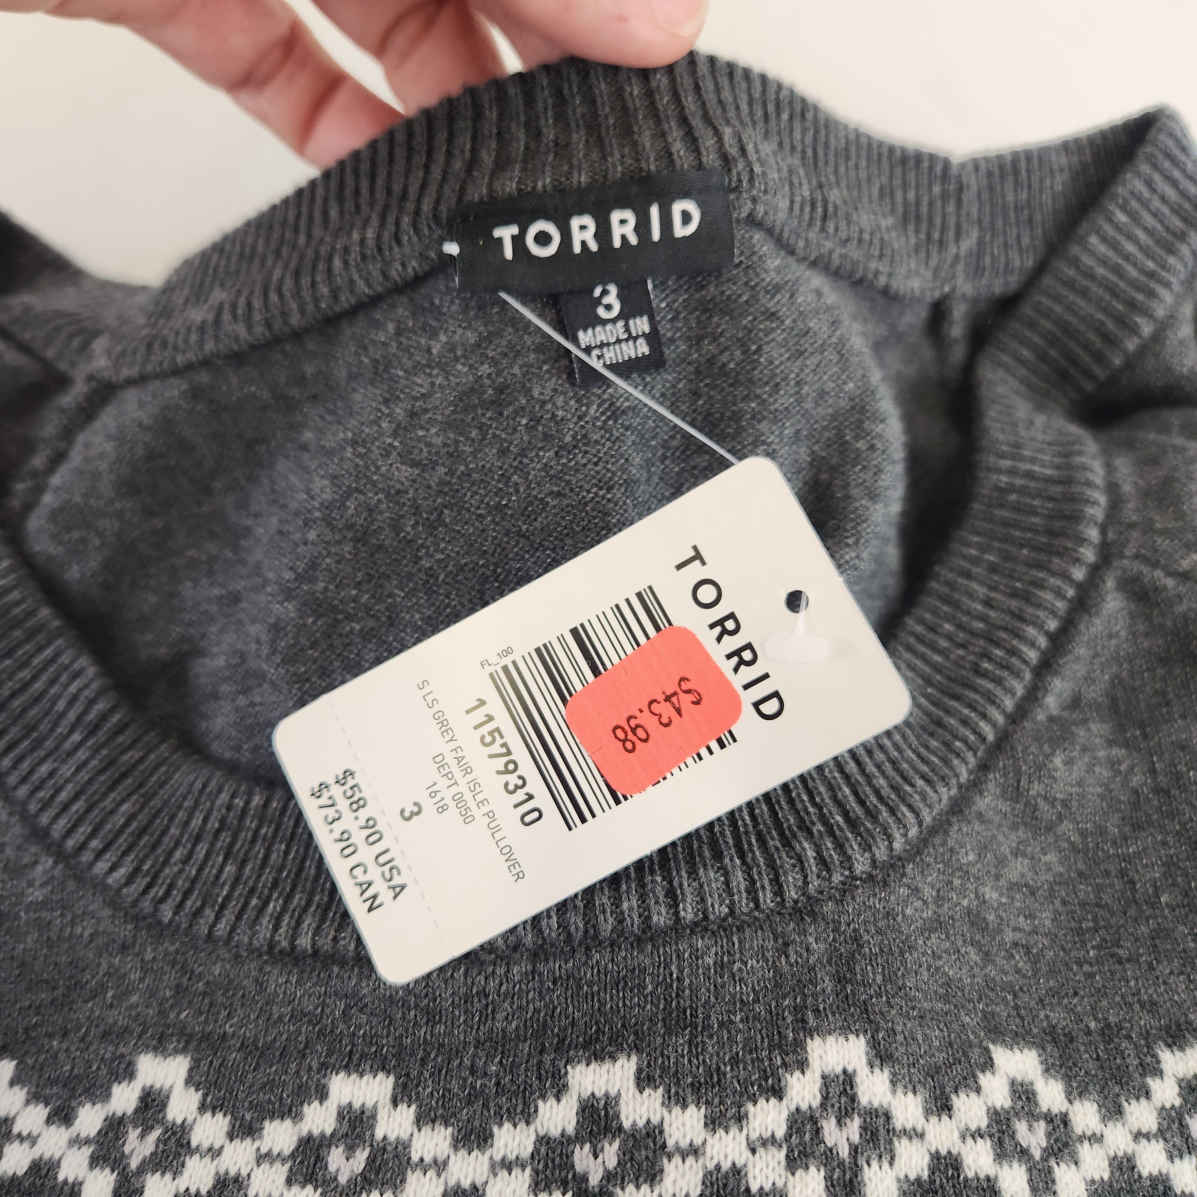 TORRID
3
MADE IN
CHINA
TORRID
$43.98
FL_100
11579310
S LS GREY FAIR ISLE PULLOVER
DEPT 0050
1618
3
$58.90 USA
$73.90 CAN